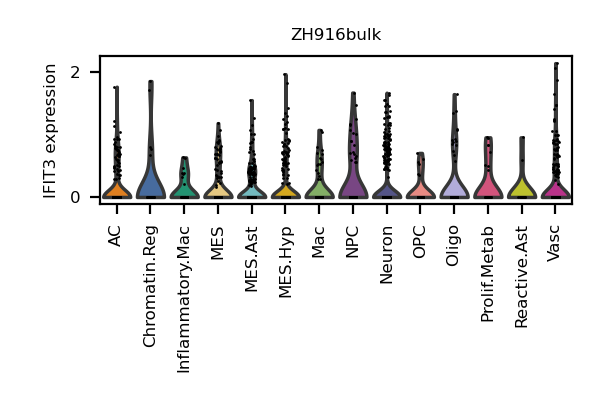 ZH916bulk
IFIT3 expression
2
0
AC
Chromatin.Reg
Inflammatory.Mac
MES
MES.Ast
MES.Hyp
Mac
NPC
Neuron
OPC
Oligo
Prolif.Metab
Reactive.Ast
Vasc